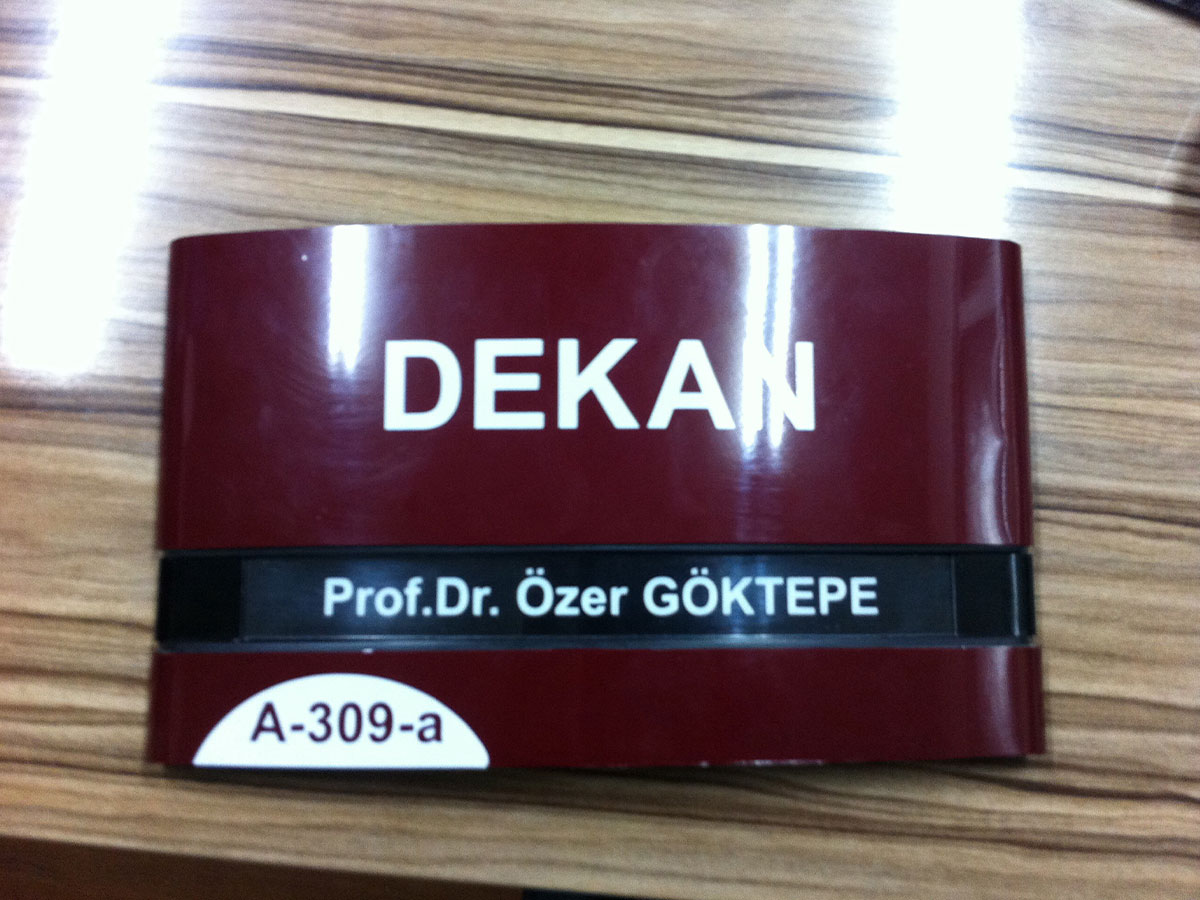 DEKAN
Prof.Dr. Özer GÖKTEPE
A-309-a